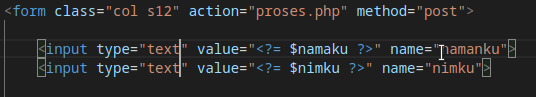 <form class="col s12" action="proses.php" method="post">
<input type="text" value="<?= $namaku ?>" name="namanku">
<input type="text" value="<?= $nimku ?>" name="nimku">